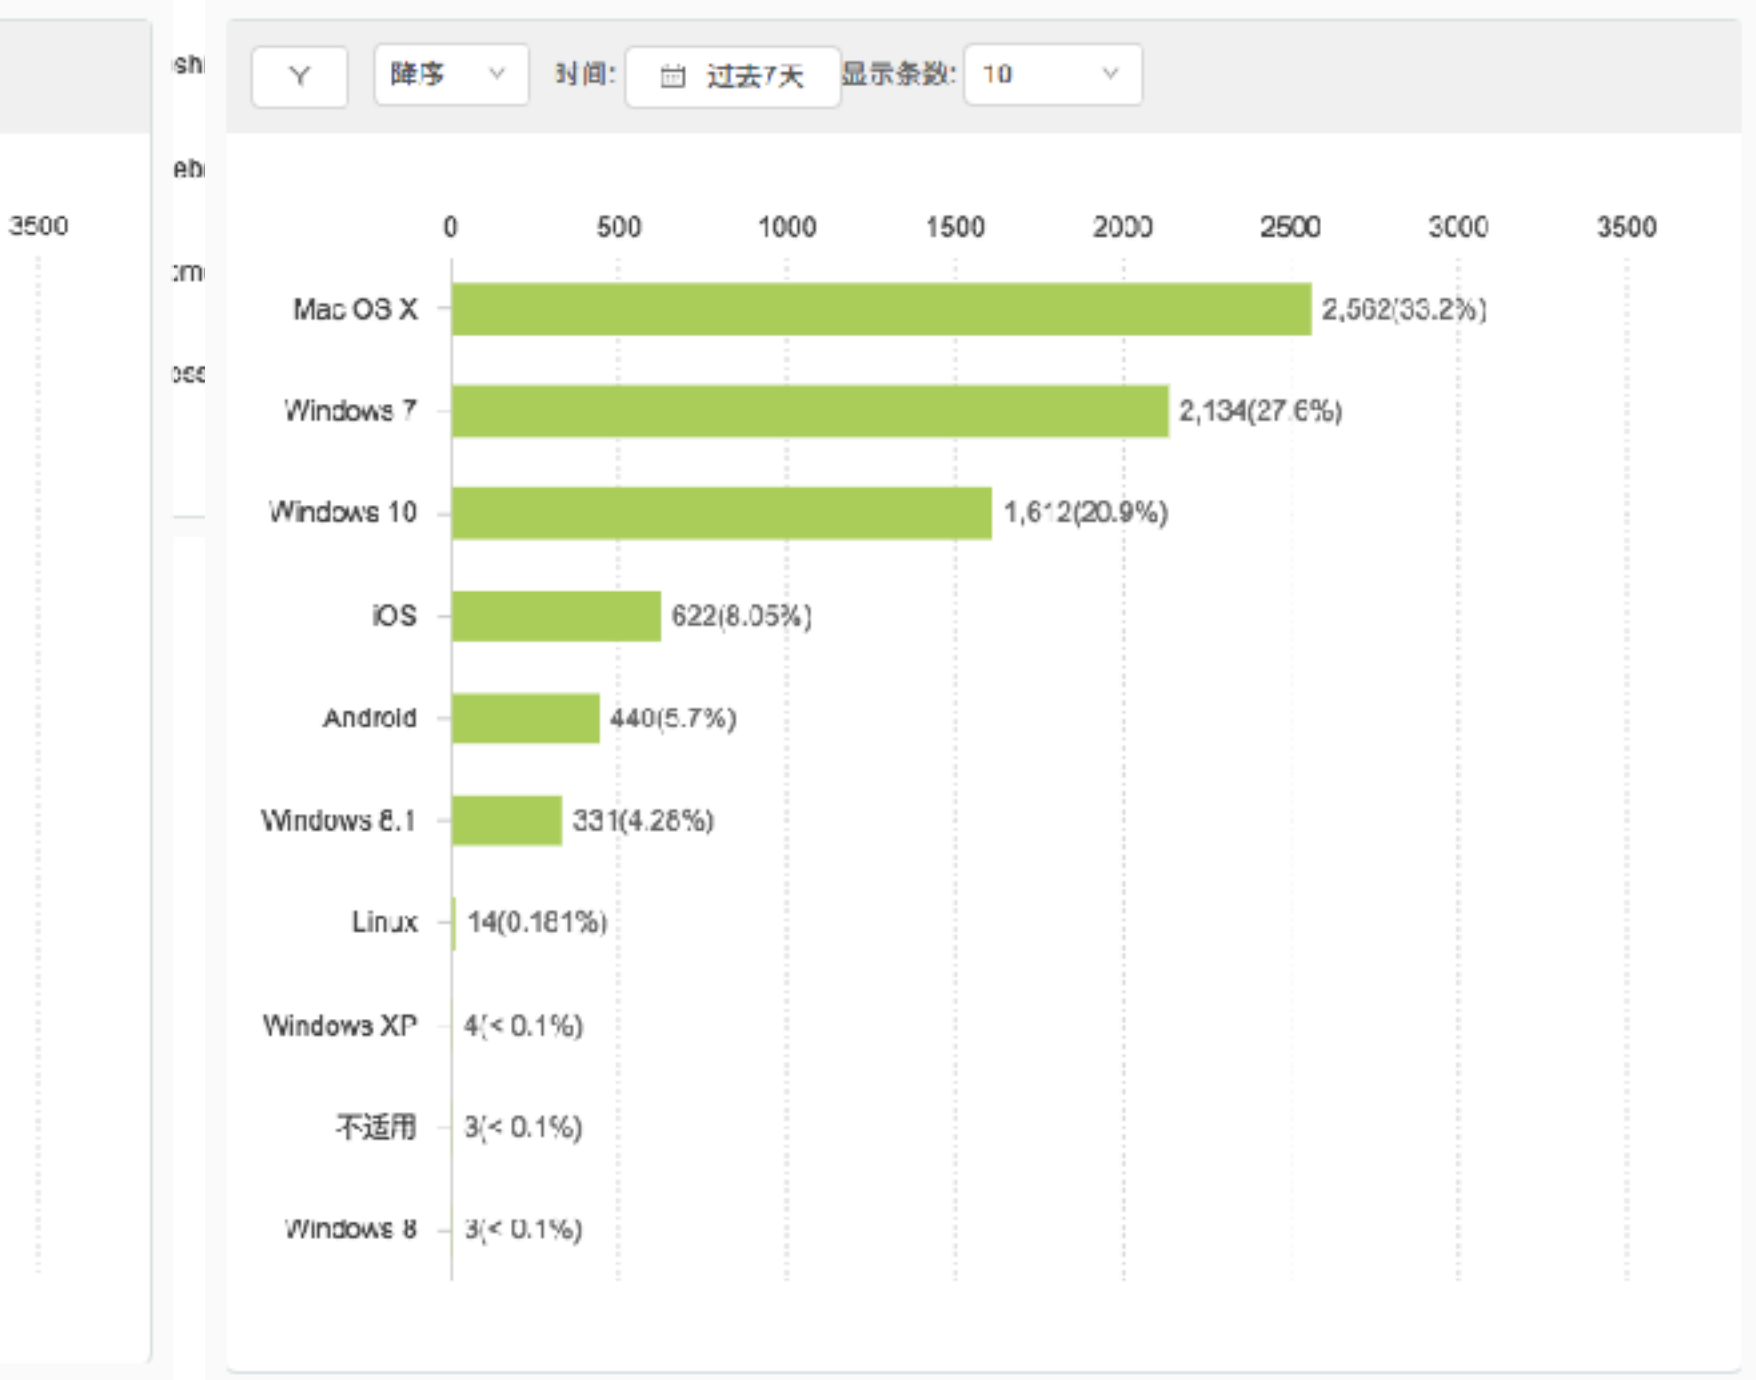 降序 时间: 过去7天 显示条数: 10
3500
0 500 1000 1500 2000 2500 3000 3500
Mac OS X 2,562(33.2%)
Windows 7 2,134(27.6%)
Windows 10 1,612(20.9%)
iOS 622(8.05%)
Android 440(5.7%)
Windows 8.1 331(4.28%)
Linux 14(0.181%)
Windows XP 4(< 0.1%)
不适用 3(< 0.1%)
Windows 8 3(< 0.1%)